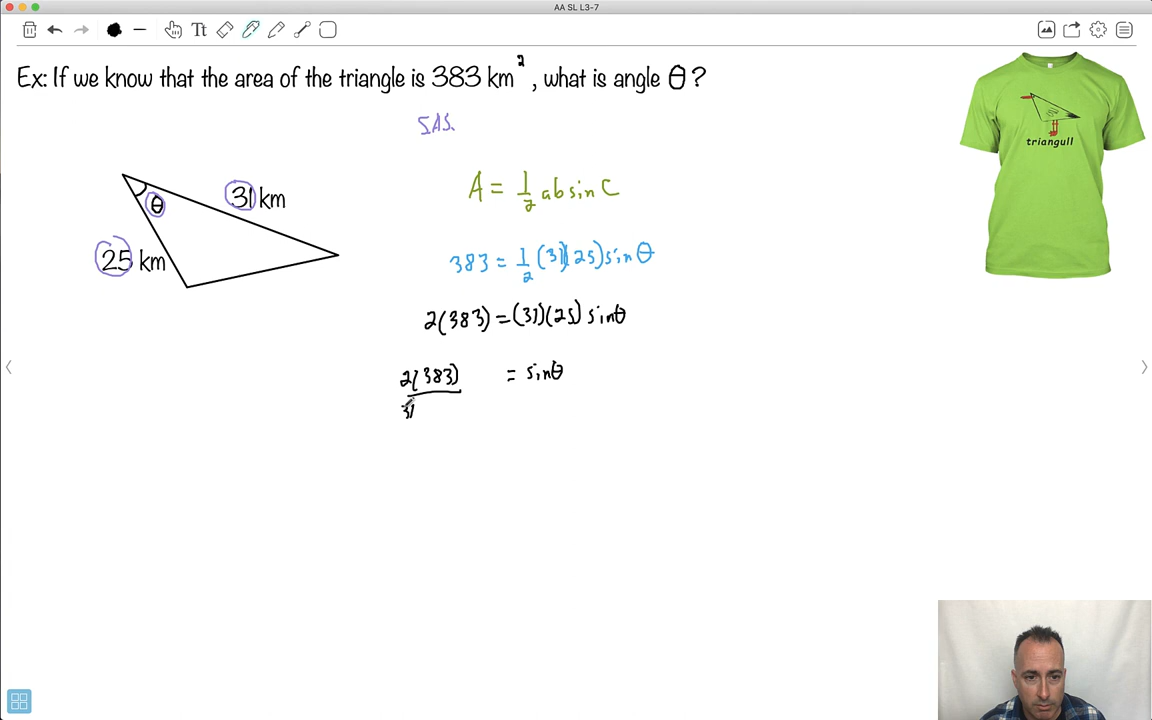 AA SL L3-7
Tt
Ex: If we know that the area of the triangle is 383 km², what is angle θ?
SAS.
triangull
31 km
θ
25 km
A = 1/2 ab sin C
383 = 1/2 (31)(25) sin θ
2(383) = (31)(25) sin θ
2(383)/31 = sin θ